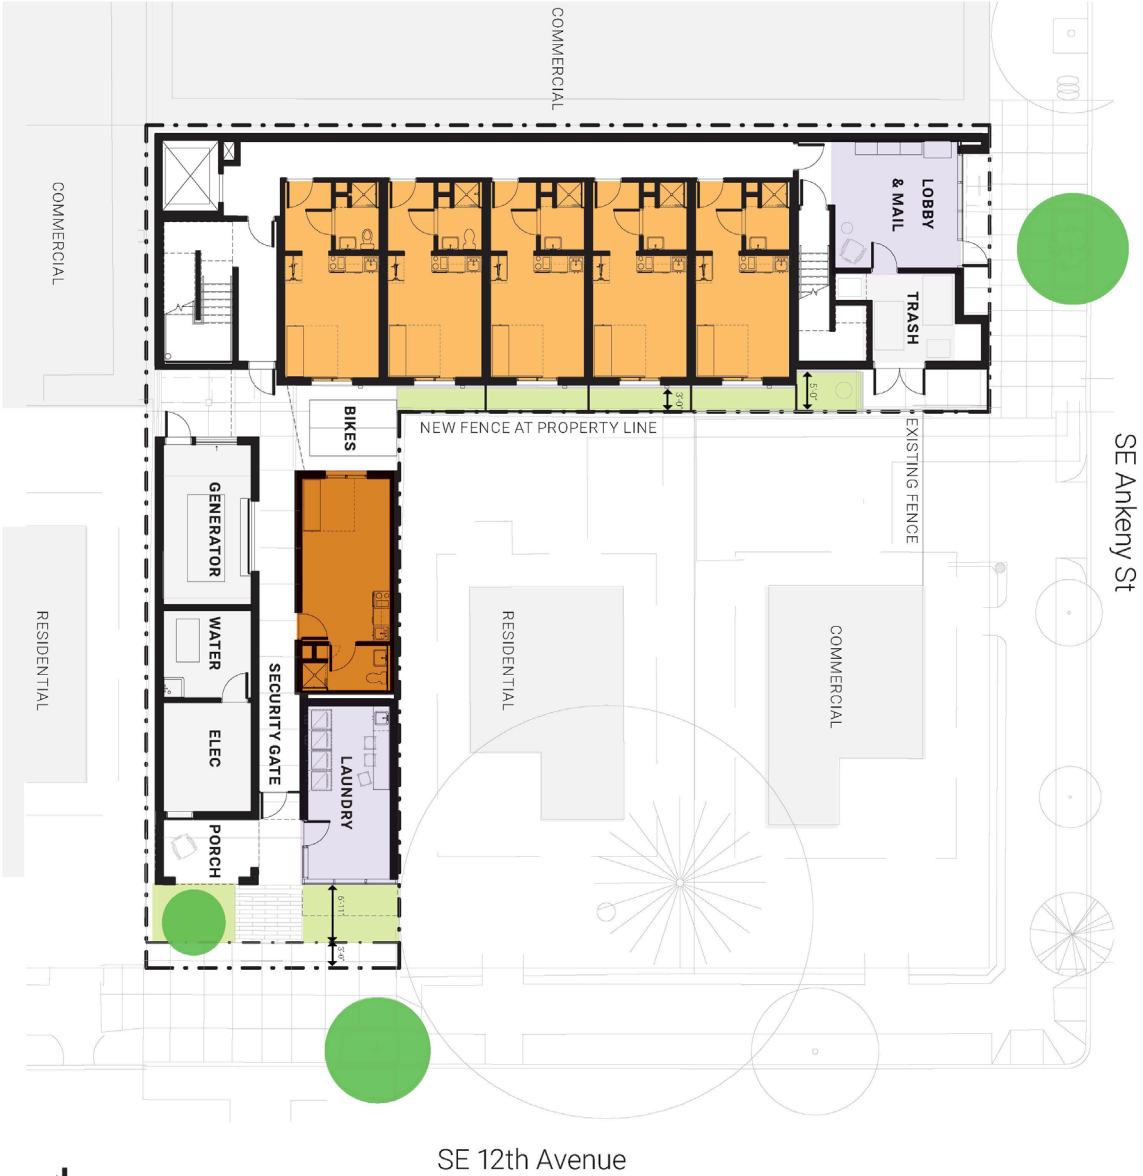 COMMERCIAL
COMMERCIAL
LOBBY
& MAIL
TRASH
5'-0"
3'-0"
BIKES
NEW FENCE AT PROPERTY LINE
EXISTING FENCE
SE Ankeny St
GENERATOR
WATER
ELEC
SECURITY GATE
LAUNDRY
PORCH
RESIDENTIAL
RESIDENTIAL
COMMERCIAL
6'-11"
3'-0"
SE 12th Avenue